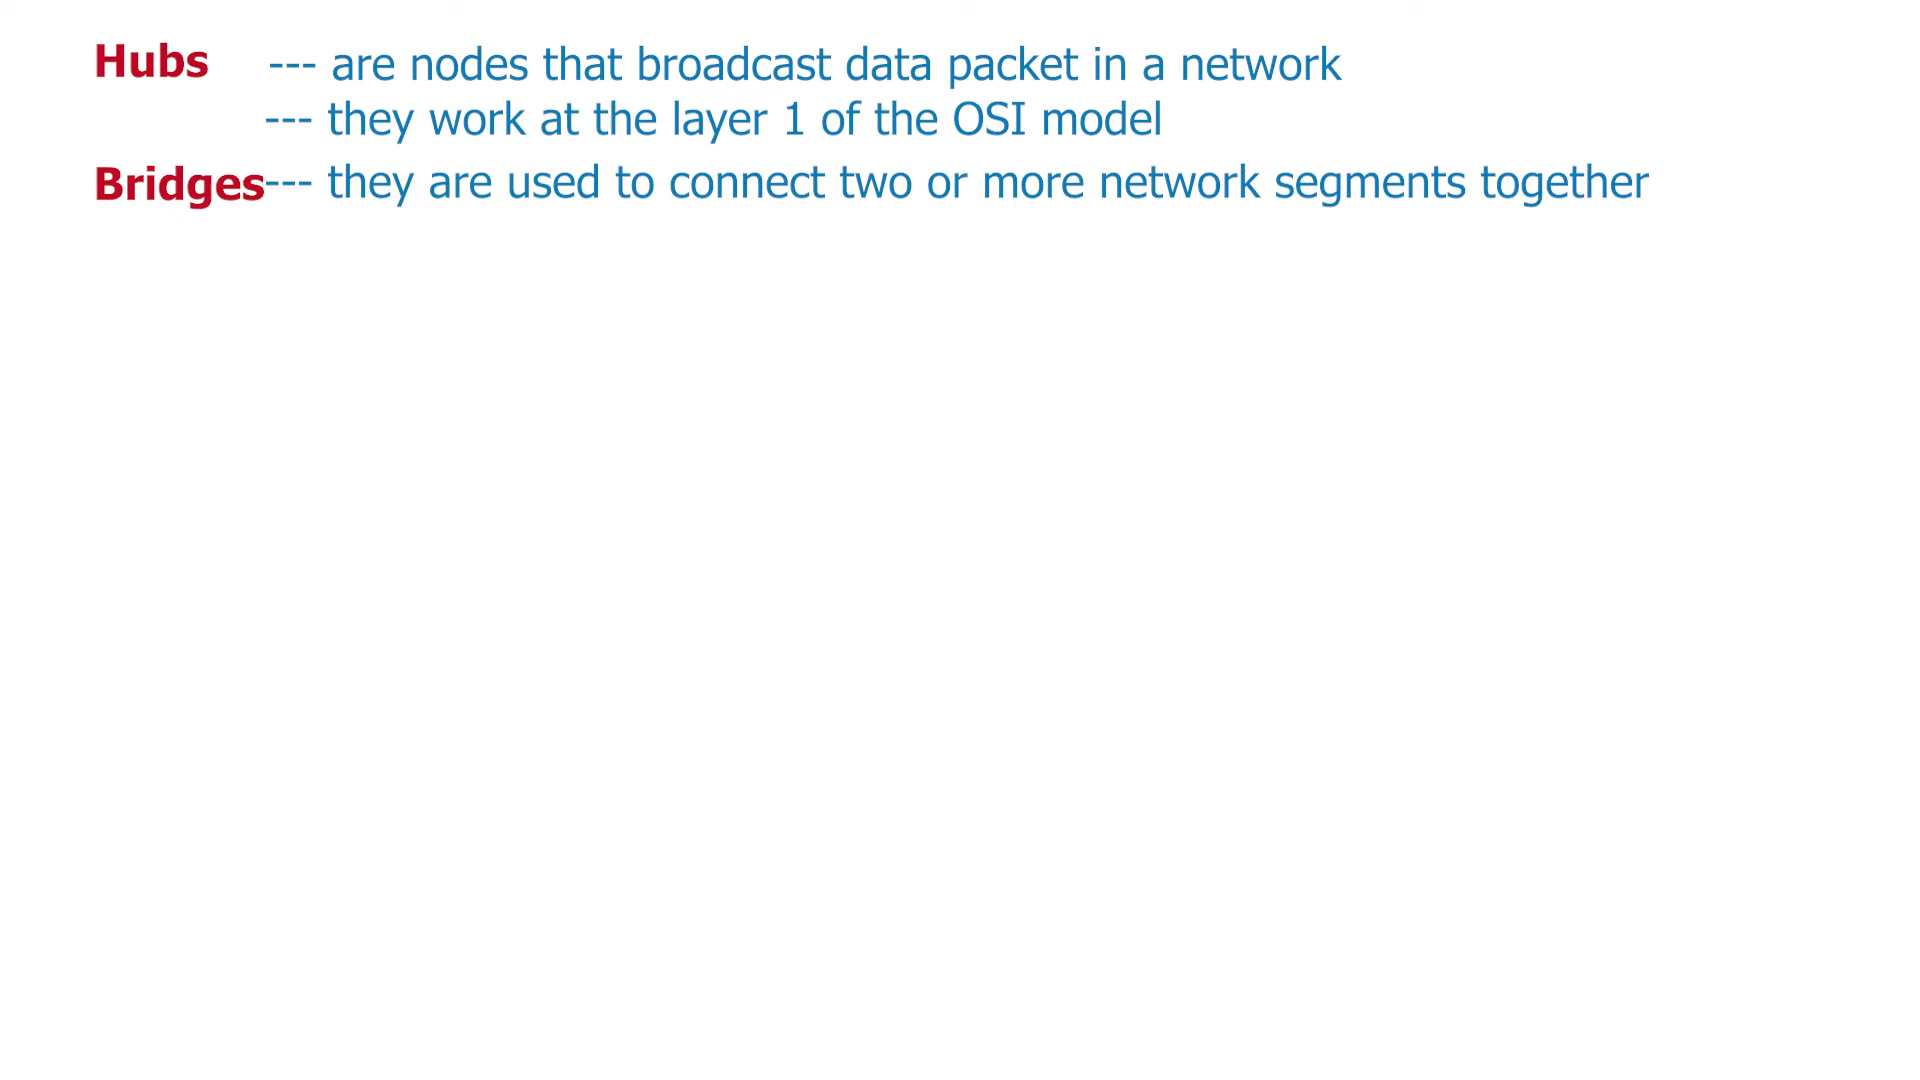 Hubs --- are nodes that broadcast data packet in a network
--- they work at the layer 1 of the OSI model
Bridges--- they are used to connect two or more network segments together